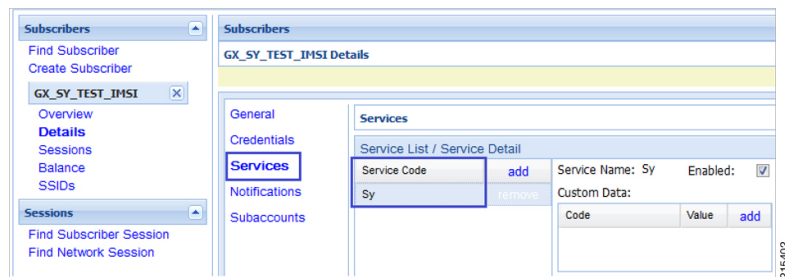 Subscribers
Find Subscriber
Create Subscriber
GX_SY_TEST_IMSI
Overview
Details
Sessions
Balance
SSIDs
Sessions
Find Subscriber Session
Find Network Session
Subscribers
GX_SY_TEST_IMSI Details
General
Credentials
Services
Notifications
Subaccounts
Services
Service List / Service Detail
Service Code add
Sy remove
Service Name: Sy Enabled:
Custom Data:
Code Value add